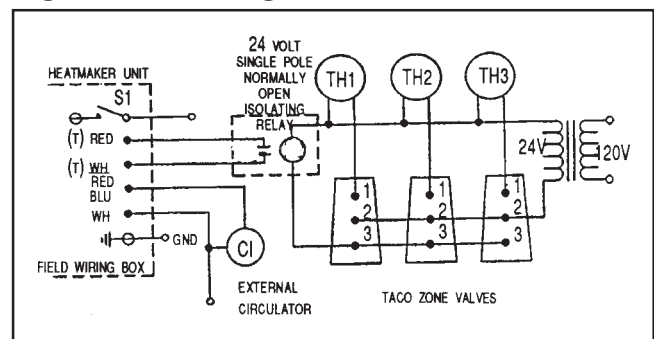 24 VOLT
SINGLE POLE
NORMALLY
OPEN
ISOLATING
RELAY
HEATMAKER UNIT
S1
(T) RED
(T) WH
RED
BLU
WH
GND
FIELD WIRING BOX
CI
EXTERNAL
CIRCULATOR
TH1
TH2
TH3
24V
120V
1
2
3
1
2
3
1
2
3
TACO ZONE VALVES